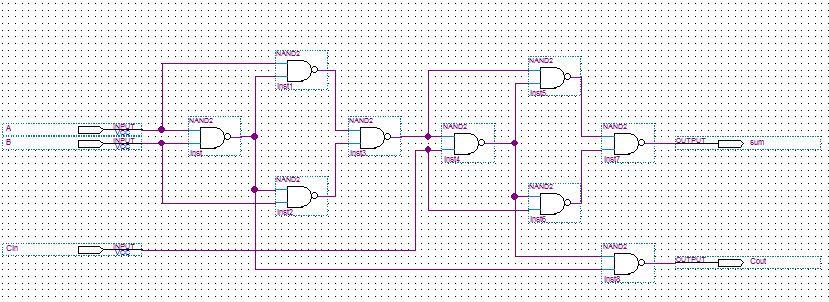 NAND2
inst1
NAND2
inst5
A
INPUT
VCC
NAND2
inst
NAND2
inst3
NAND2
inst4
NAND2
inst7
OUTPUT
sum
B
INPUT
VCC
NAND2
inst2
NAND2
inst6
Cin
INPUT
VCC
NAND2
inst8
OUTPUT
Cout